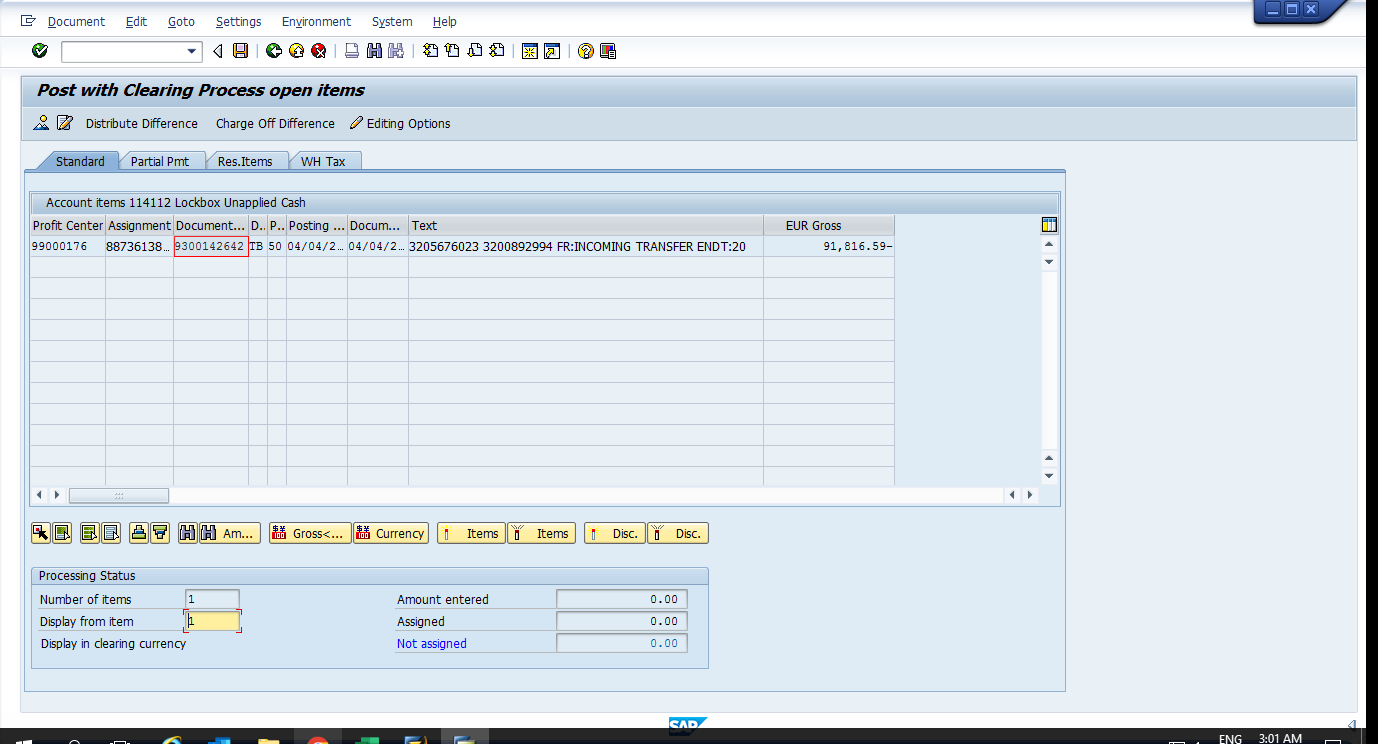 Document Edit Goto Settings Environment System Help
Post with Clearing Process open items
Distribute Difference Charge Off Difference Editing Options
Standard Partial Pmt Res.Items WH Tax
Account items 114112 Lockbox Unapplied Cash
Profit Center Assignment Document... D.. P.. Posting ... Docum... Text EUR Gross
99000176 88736138... 9300142642 TB 50 04/04/2... 04/04/2... 3205676023 3200892994 FR:INCOMING TRANSFER ENDT:20 91,816.59-
Am... Gross<... Currency Items Items Disc. Disc.
Processing Status
Number of items 1 Amount entered 0.00
Display from item 1 Assigned 0.00
Display in clearing currency Not assigned 0.00
SAP
ENG 3:01 AM